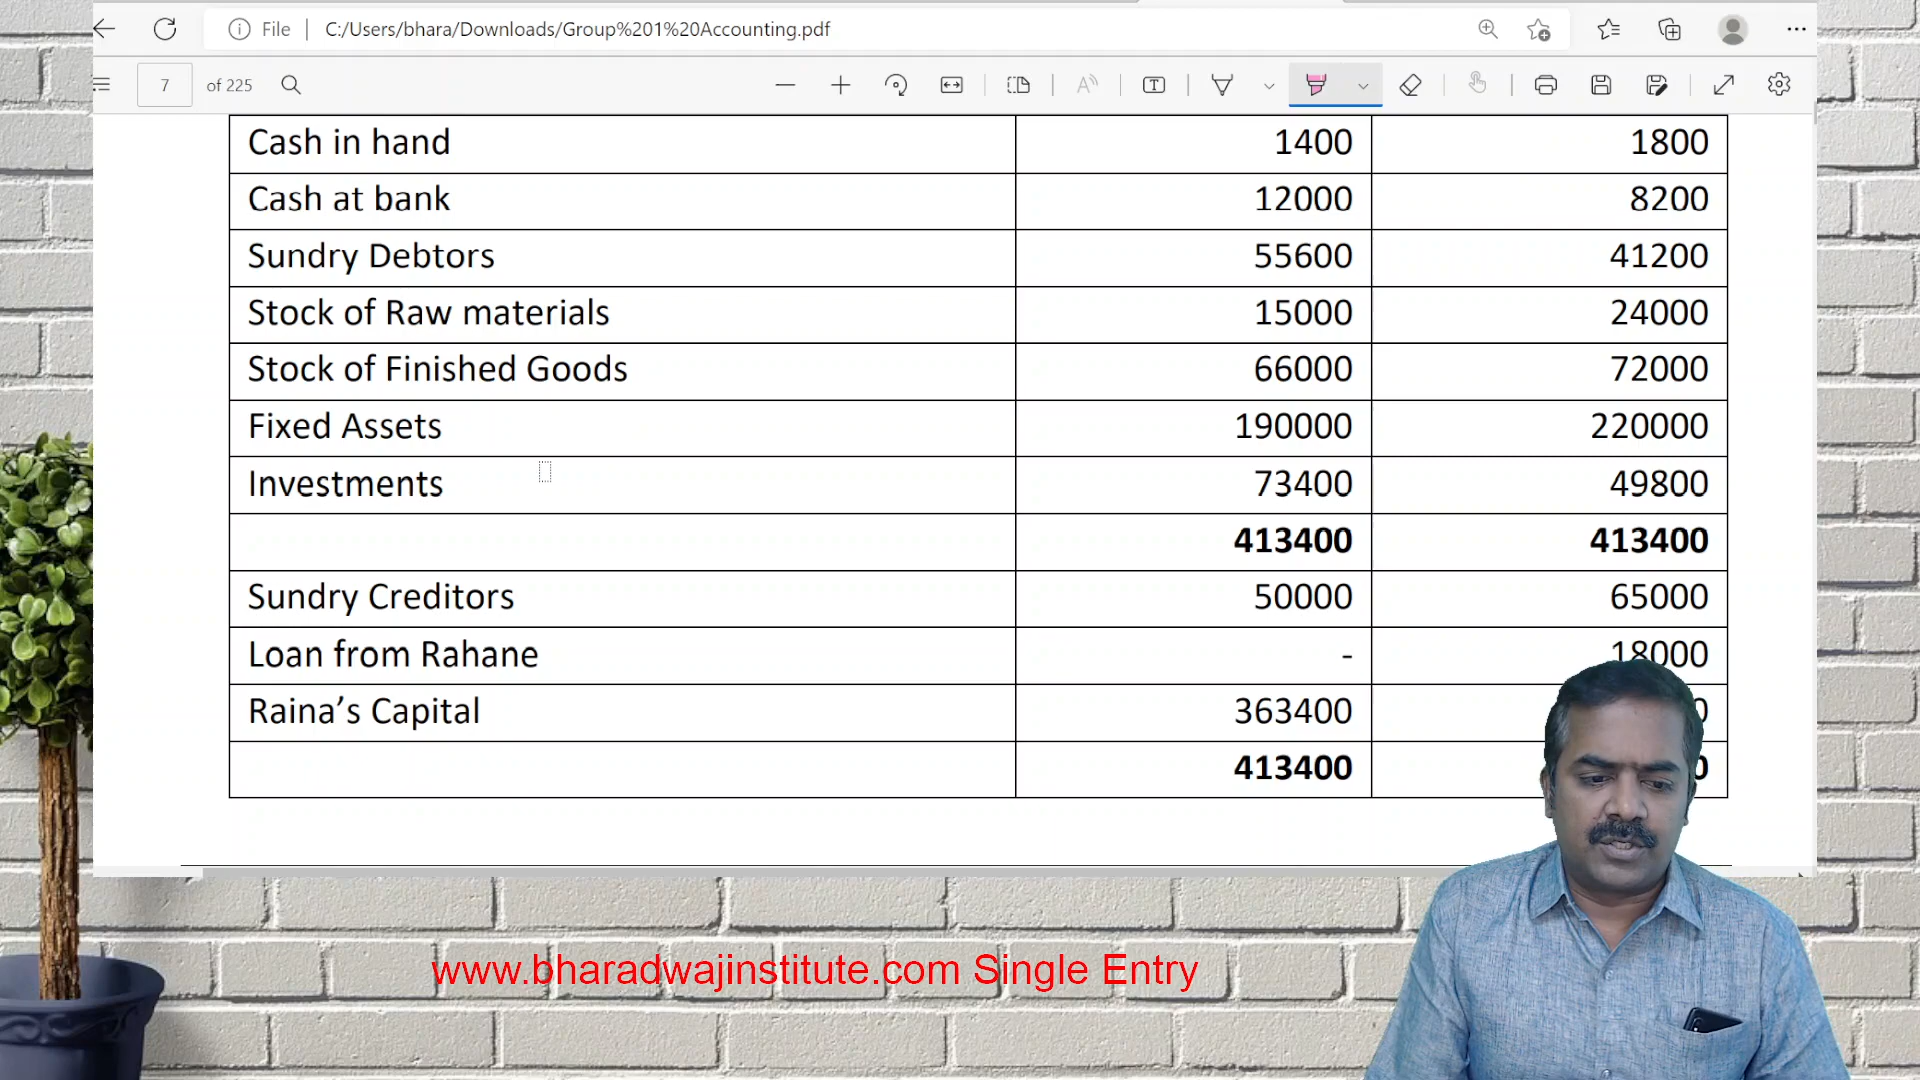 File C:/Users/bhara/Downloads/Group%201%20Accounting.pdf
7 of 225
Cash in hand 1400 1800
Cash at bank 12000 8200
Sundry Debtors 55600 41200
Stock of Raw materials 15000 24000
Stock of Finished Goods 66000 72000
Fixed Assets 190000 220000
Investments 73400 49800
413400 413400
Sundry Creditors 50000 65000
Loan from Rahane - 18000
Raina’s Capital 363400
413400
www.bharadwajinstitute.com Single Entry